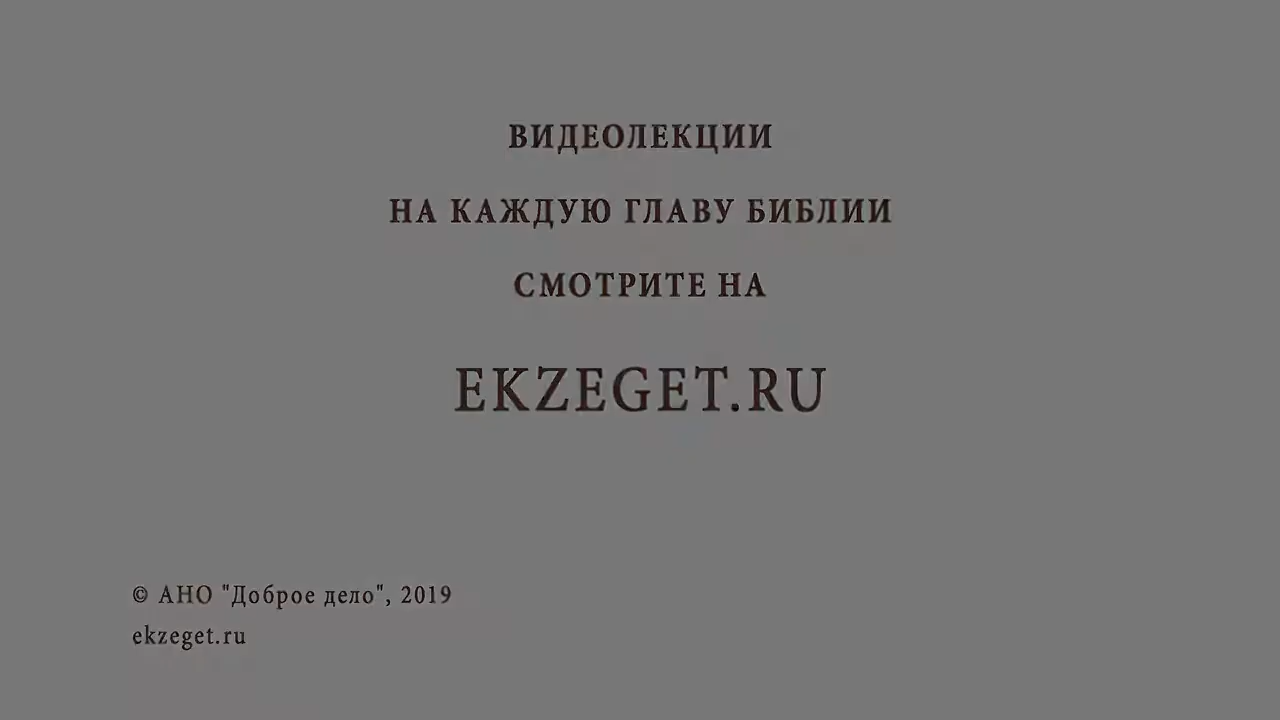 ВИДЕОЛЕКЦИИ
НА КАЖДУЮ ГЛАВУ БИБЛИИ
СМОТРИТЕ НА
EKZEGET.RU
© АНО "Доброе дело", 2019
ekzeget.ru